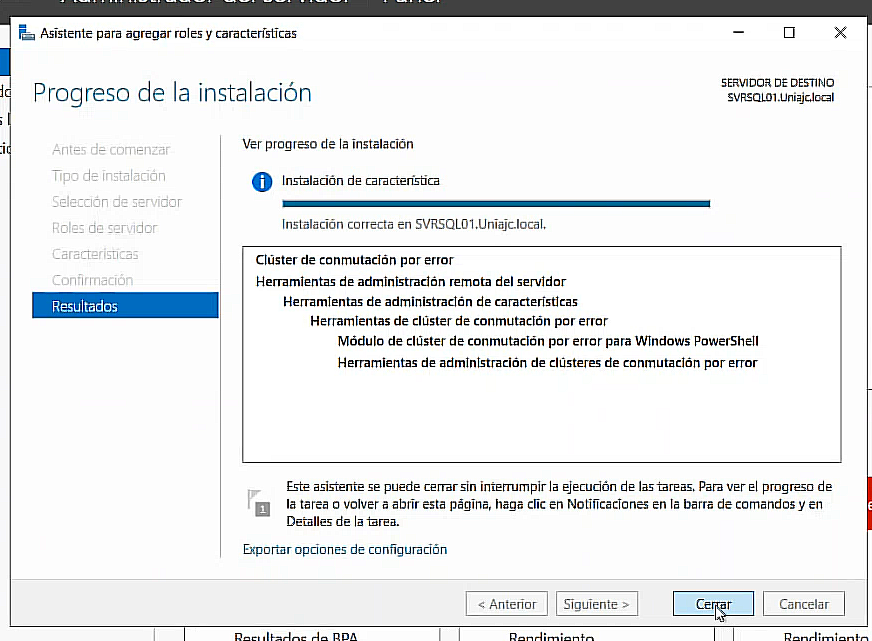 Asistente para agregar roles y características
Progreso de la instalación
SERVIDOR DE DESTINO
SVRSQL01.Uniajc.local
Antes de comenzar
Tipo de instalación
Selección de servidor
Roles de servidor
Características
Confirmación
Resultados
Ver progreso de la instalación
Instalación de característica
Instalación correcta en SVRSQL01.Uniajc.local.
Clúster de conmutación por error
Herramientas de administración remota del servidor
Herramientas de administración de características
Herramientas de clúster de conmutación por error
Módulo de clúster de conmutación por error para Windows PowerShell
Herramientas de administración de clústeres de conmutación por error
1
Este asistente se puede cerrar sin interrumpir la ejecución de las tareas. Para ver el progreso de
la tarea o volver a abrir esta página, haga clic en Notificaciones en la barra de comandos y en
Detalles de la tarea.
Exportar opciones de configuración
< Anterior
Siguiente >
Cerrar
Cancelar
Resultados de BPA
Rendimiento
Rendimiento